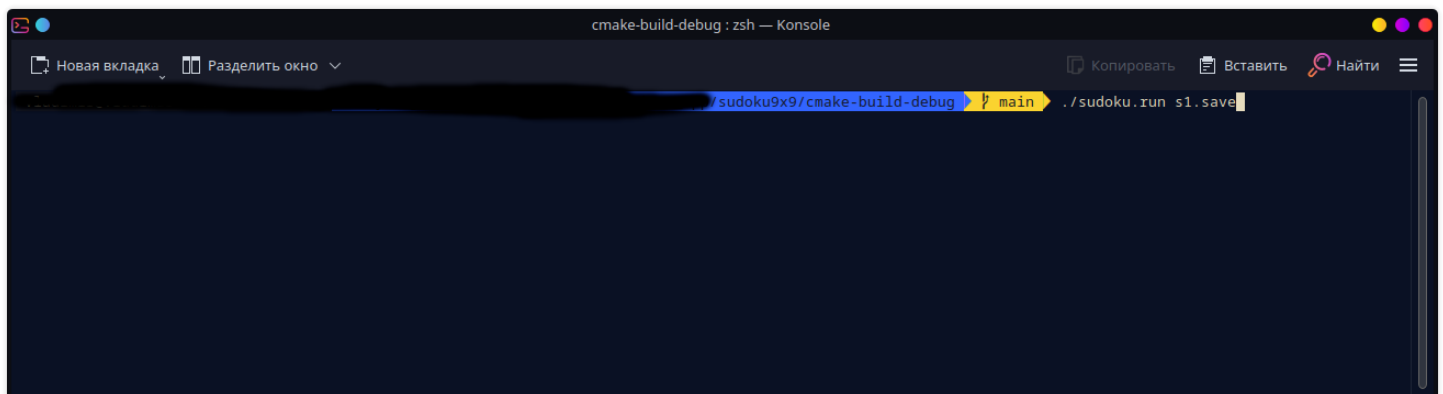 cmake-build-debug : zsh — Konsole
Новая вкладка Разделить окно Копировать Вставить Найти
/sudoku9x9/cmake-build-debug main ./sudoku.run s1.save